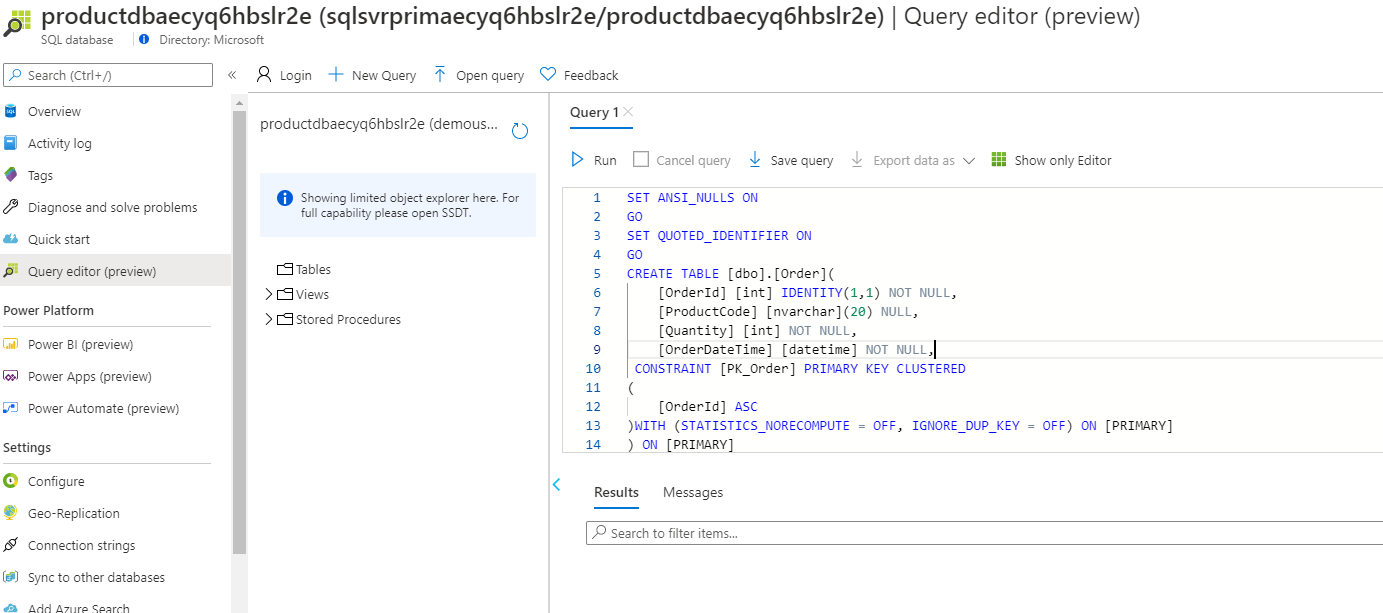 productdbaecyq6hbslr2e (sqlsvrprimaecyq6hbslr2e/productdbaecyq6hbslr2e) | Query editor (preview)
SQL database
Directory: Microsoft
Search (Ctrl+/)
«
Overview
Activity log
Tags
Diagnose and solve problems
Quick start
Query editor (preview)
Power Platform
Power BI (preview)
Power Apps (preview)
Power Automate (preview)
Settings
Configure
Geo-Replication
Connection strings
Sync to other databases
Add Azure Search
Login
New Query
Open query
Feedback
productdbaecyq6hbslr2e (demous...
Showing limited object explorer here. For
full capability please open SSDT.
Tables
Views
Stored Procedures
Query 1
Run
Cancel query
Save query
Export data as
Show only Editor
1 SET ANSI_NULLS ON
2 GO
3 SET QUOTED_IDENTIFIER ON
4 GO
5 CREATE TABLE [dbo].[Order](
6 [OrderId] [int] IDENTITY(1,1) NOT NULL,
7 [ProductCode] [nvarchar](20) NULL,
8 [Quantity] [int] NOT NULL,
9 [OrderDateTime] [datetime] NOT NULL,
10 CONSTRAINT [PK_Order] PRIMARY KEY CLUSTERED
11 (
12 [OrderId] ASC
13 )WITH (STATISTICS_NORECOMPUTE = OFF, IGNORE_DUP_KEY = OFF) ON [PRIMARY]
14 ) ON [PRIMARY]
Results
Messages
Search to filter items...